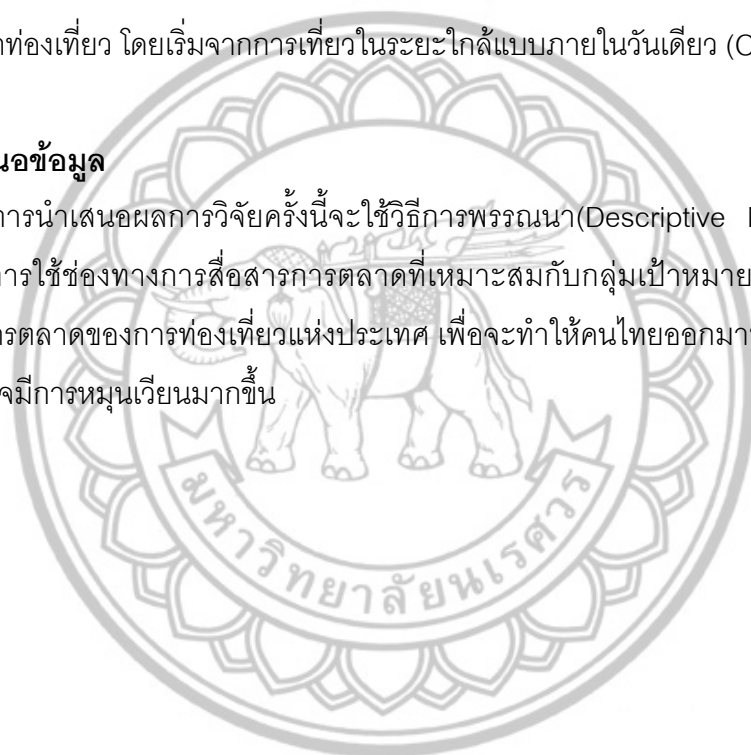 าท่องเที่ยว โดยเริ่มจากการเที่ยวในระยะใกล้แบบภายในวันเดียว (O
นอข้อมูล
การนำเสนอผลการวิจัยครั้งนี้จะใช้วิธีการพรรณนา(Descriptive
ารใช้ช่องทางการสื่อสารการตลาดที่เหมาะสมกับกลุ่มเป้าหมาย
รตลาดของการท่องเที่ยวแห่งประเทศ เพื่อจะทำให้คนไทยออกมา
จมีการหมุนเวียนมากขึ้น
มหาวิทยาลัยนเรศวร